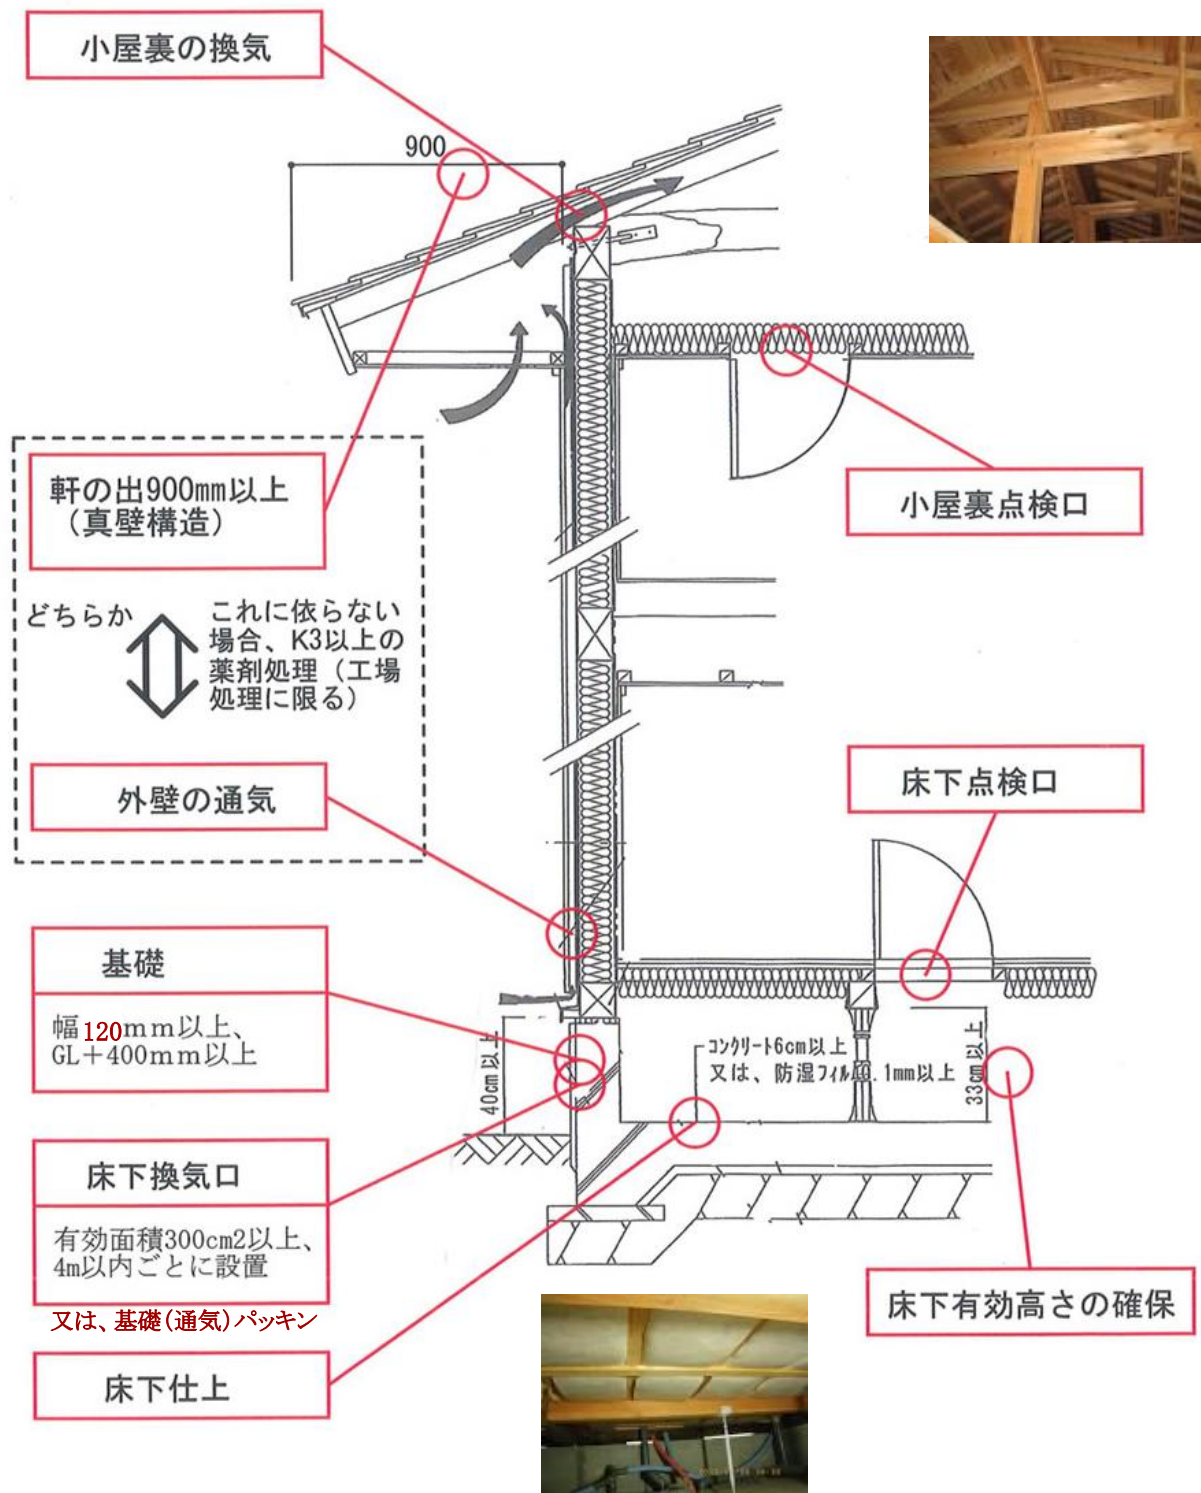 小屋裏の換気
900
軒の出900mm以上
（真壁構造）
小屋裏点検口
どちらか
これに依らない
場合、K3以上の
薬剤処理（工場
処理に限る）
外壁の通気
床下点検口
基礎
幅120mm以上、
GL＋400mm以上
40cm以上
コンクリート6cm以上
又は、防湿フィルム0.1mm以上
33cm以上
床下換気口
有効面積300cm2以上、
4m以内ごとに設置
又は、基礎(通気)パッキン
床下有効高さの確保
床下仕上